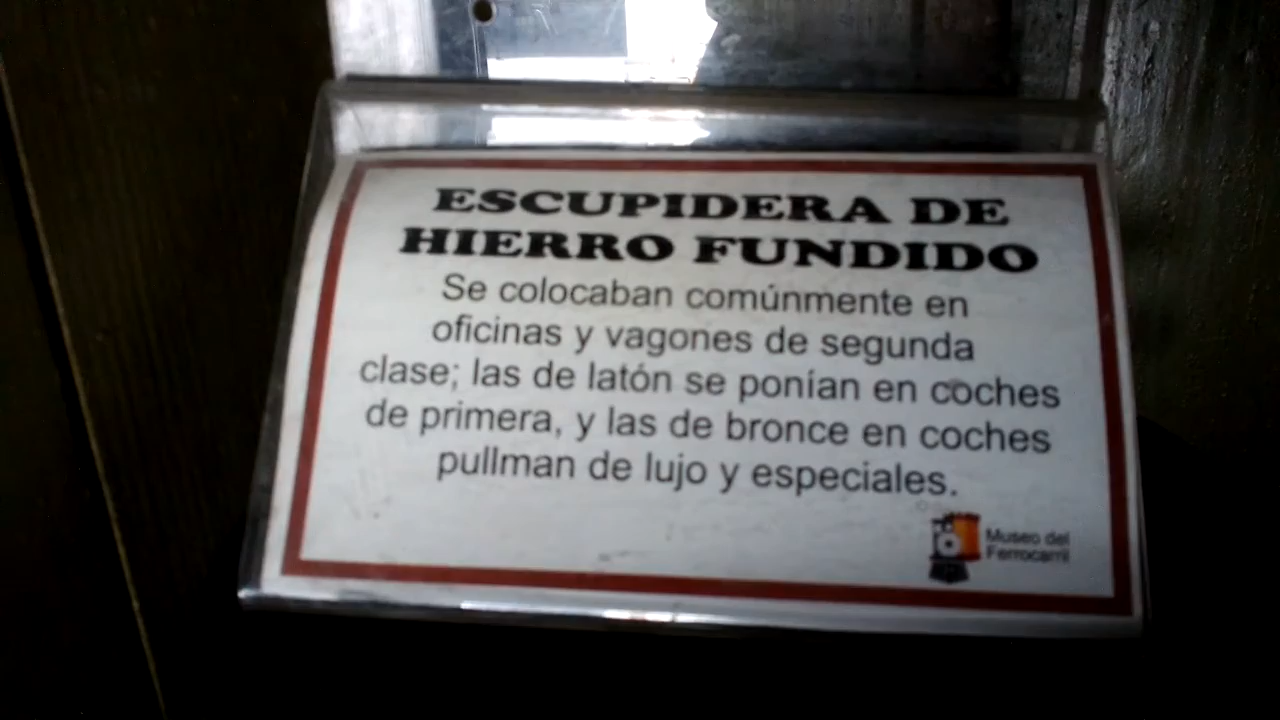 ESCUPIDERA DE
HIERRO FUNDIDO
Se colocaban comúnmente en
oficinas y vagones de segunda
clase; las de latón se ponían en coches
de primera, y las de bronce en coches
pullman de lujo y especiales.
Museo del
Ferrocarril